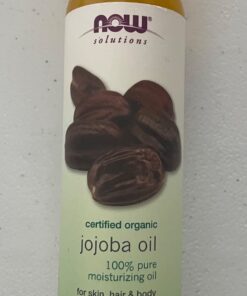 now
solutions
certified organic
jojoba oil
100% pure
moisturizing oil
for skin, hair & body